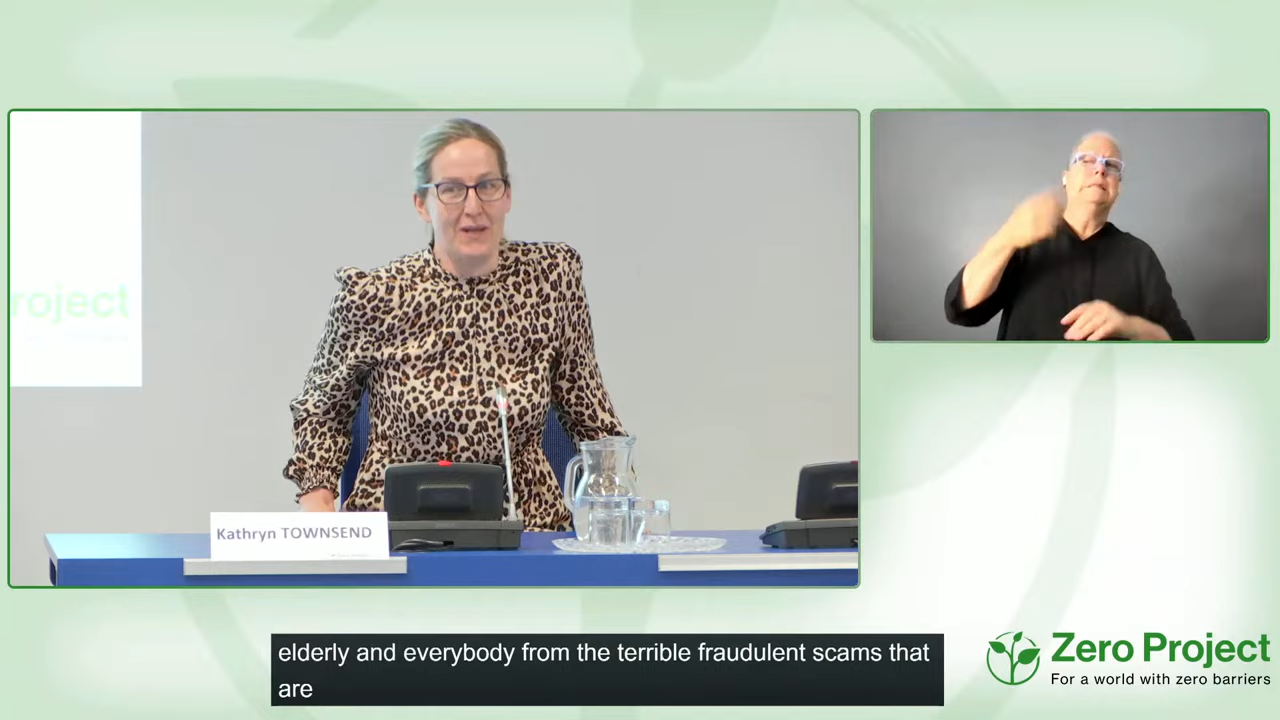 roject
Kathryn TOWNSEND
elderly and everybody from the terrible fraudulent scams that
are
Zero Project
For a world with zero barriers